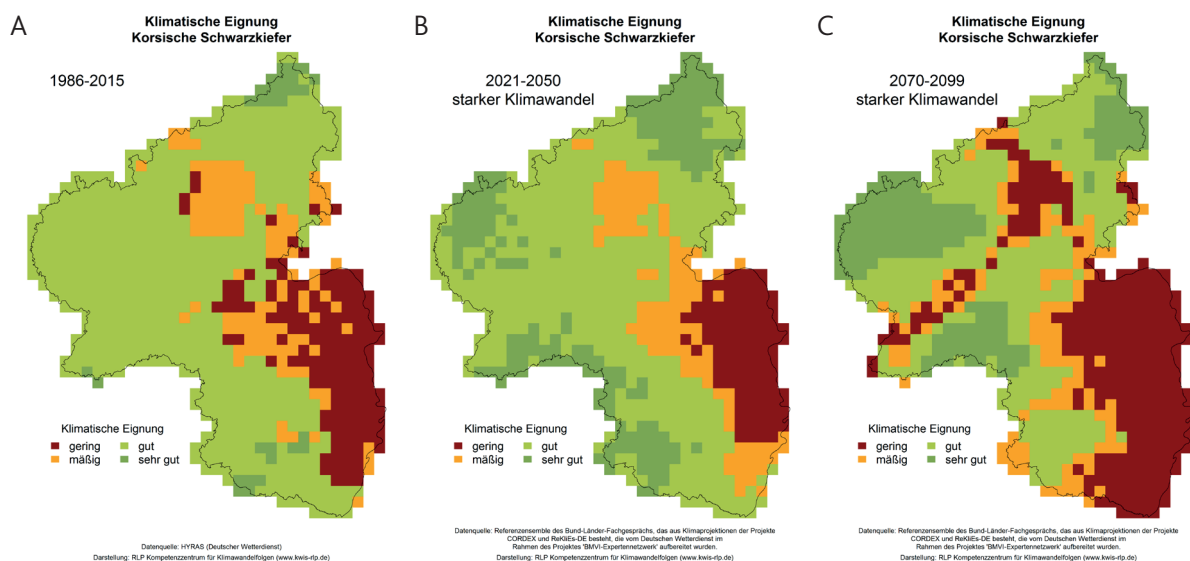 A
Klimatische Eignung
Korsische Schwarzkiefer
1986-2015
Klimatische Eignung
gering
gut
mäßig
sehr gut
Datenquelle: HYRAS (Deutscher Wetterdienst)
Darstellung: RLP Kompetenzzentrum für Klimawandelfolgen (www.kwis-rlp.de)
B
Klimatische Eignung
Korsische Schwarzkiefer
2021-2050
starker Klimawandel
Klimatische Eignung
gering
gut
mäßig
sehr gut
Datenquelle: Referenzensemble des Bund-Länder-Fachgesprächs, das aus Klimaprojektionen der Projekte
CORDEX und ReKliEs-DE besteht, die vom Deutschen Wetterdienst im
Rahmen des Projektes 'BMVI-Expertennetzwerk' aufbereitet wurden.
Darstellung: RLP Kompetenzzentrum für Klimawandelfolgen (www.kwis-rlp.de)
C
Klimatische Eignung
Korsische Schwarzkiefer
2070-2099
starker Klimawandel
Klimatische Eignung
gering
gut
mäßig
sehr gut
Datenquelle: Referenzensemble des Bund-Länder-Fachgesprächs, das aus Klimaprojektionen der Projekte
CORDEX und ReKliEs-DE besteht, die vom Deutschen Wetterdienst im
Rahmen des Projektes 'BMVI-Expertennetzwerk' aufbereitet wurden.
Darstellung: RLP Kompetenzzentrum für Klimawandelfolgen (www.kwis-rlp.de)